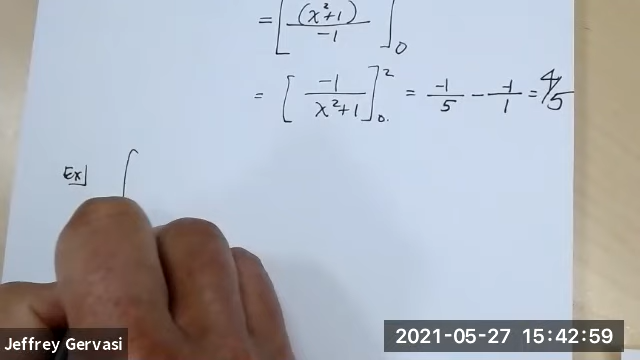 = [ (x²+1) / -1 ]₀
= [ -1 / x²+1 ]₀² = -1/5 - -1/1 = 4/5
Ex] ∫
Jeffrey Gervasi
2021-05-27 15:42:59